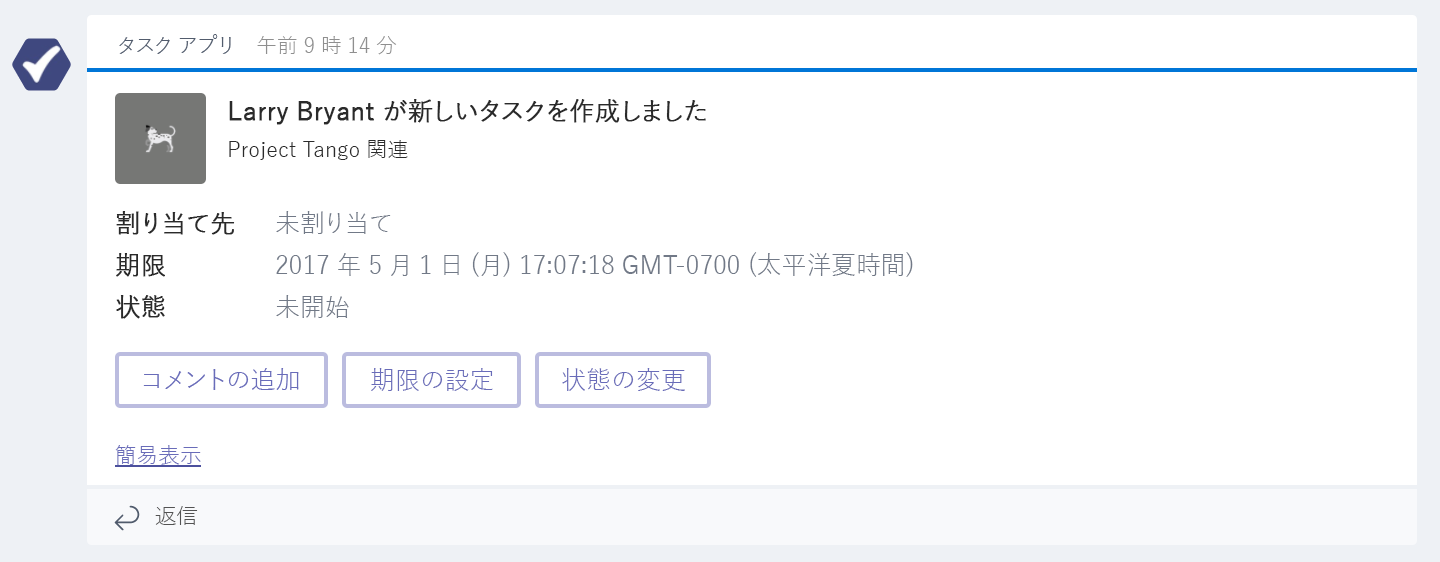 タスク アプリ 午前 9 時 14 分
Larry Bryant が新しいタスクを作成しました
Project Tango 関連
割り当て先 未割り当て
期限 2017 年 5 月 1 日 (月) 17:07:18 GMT-0700 (太平洋夏時間)
状態 未開始
コメントの追加 期限の設定 状態の変更
簡易表示
返信